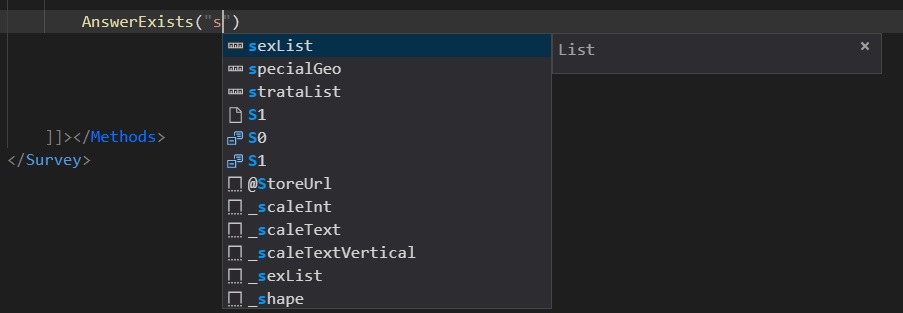 AnswerExists("s")
sexList
List ×
specialGeo
strataList
S1
S0
S1
@StoreUrl
_scaleInt
_scaleText
_scaleTextVertical
_sexList
_shape
]]></Methods>
</Survey>